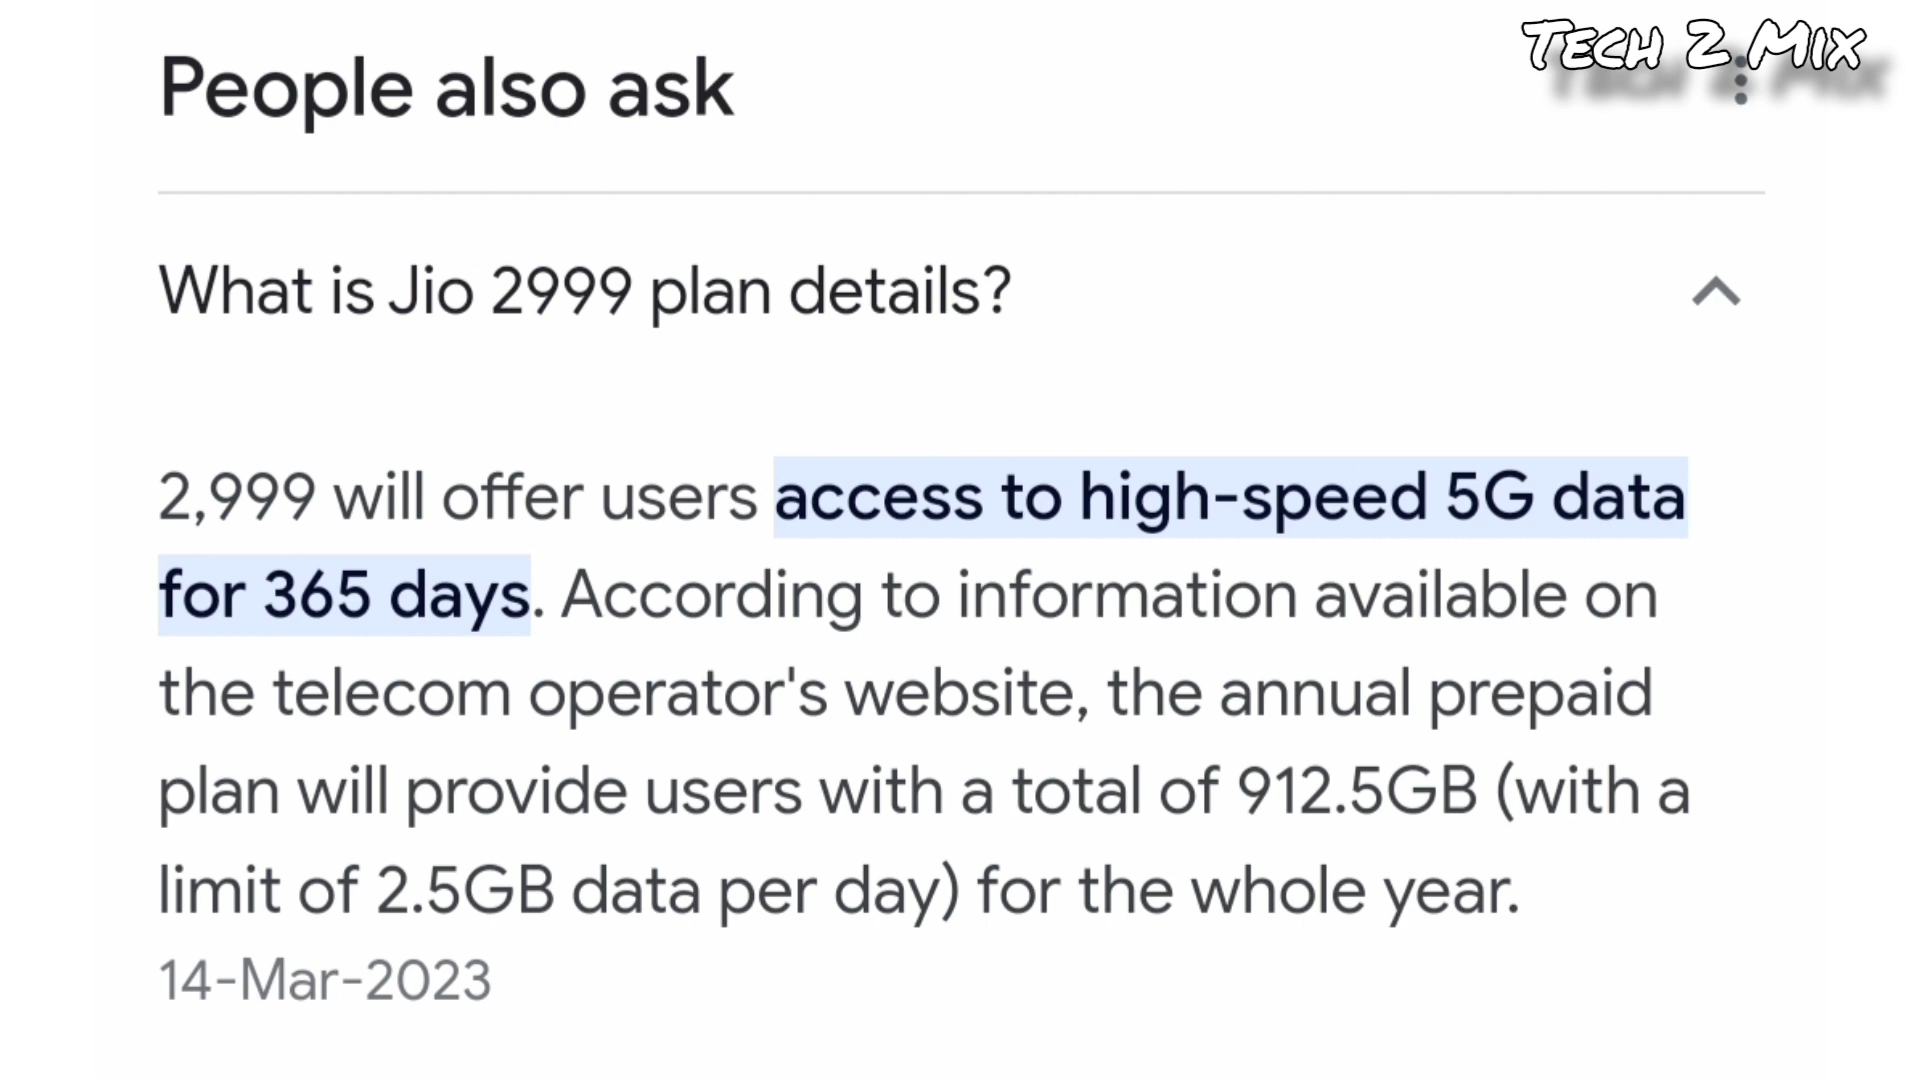 Tech 2 Mix
People also ask
What is Jio 2999 plan details?
2,999 will offer users access to high-speed 5G data
for 365 days. According to information available on
the telecom operator's website, the annual prepaid
plan will provide users with a total of 912.5GB (with a
limit of 2.5GB data per day) for the whole year.
14-Mar-2023